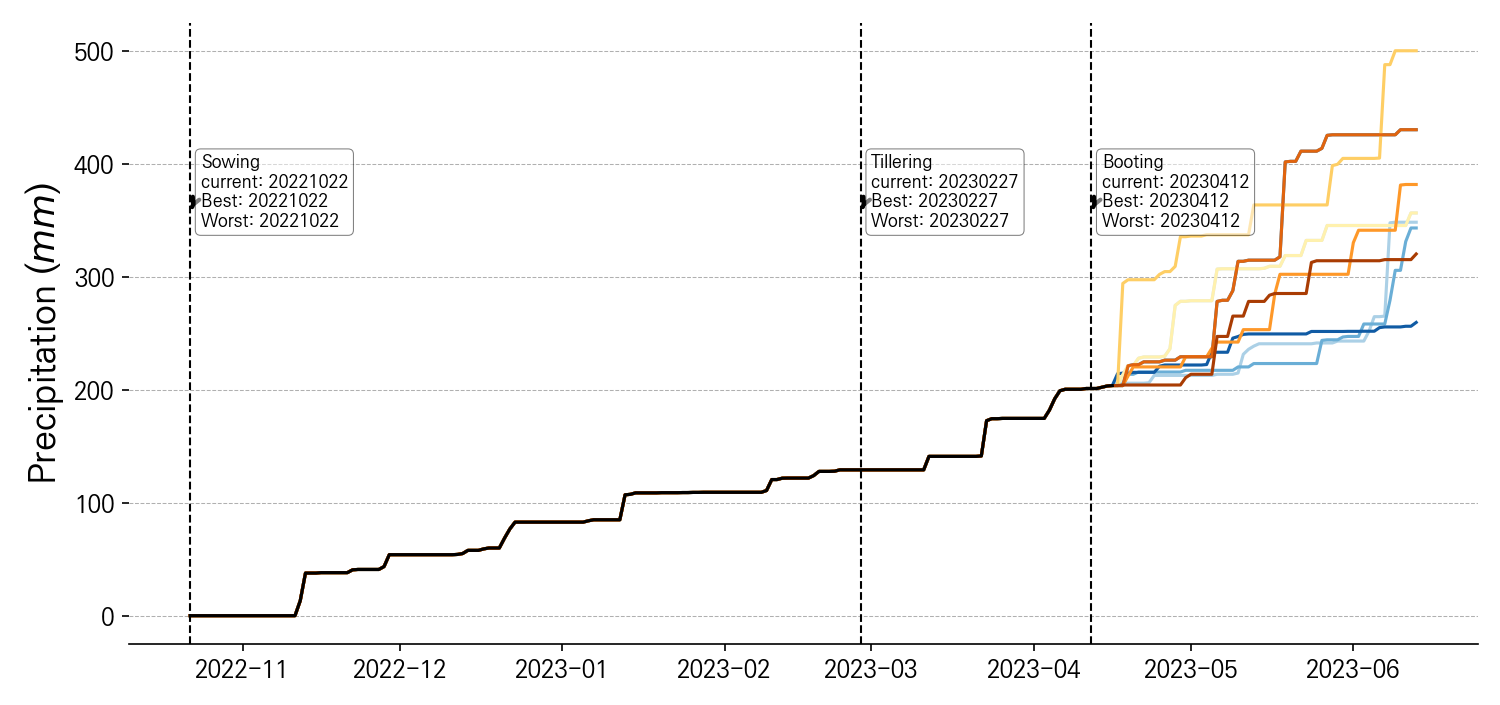 500
400
300
200
100
0
Precipitation (mm)
Sowing
current: 20221022
Best: 20221022
Worst: 20221022
Tillering
current: 20230227
Best: 20230227
Worst: 20230227
Booting
current: 20230412
Best: 20230412
Worst: 20230412
2022−11
2022−12
2023−01
2023−02
2023−03
2023−04
2023−05
2023−06